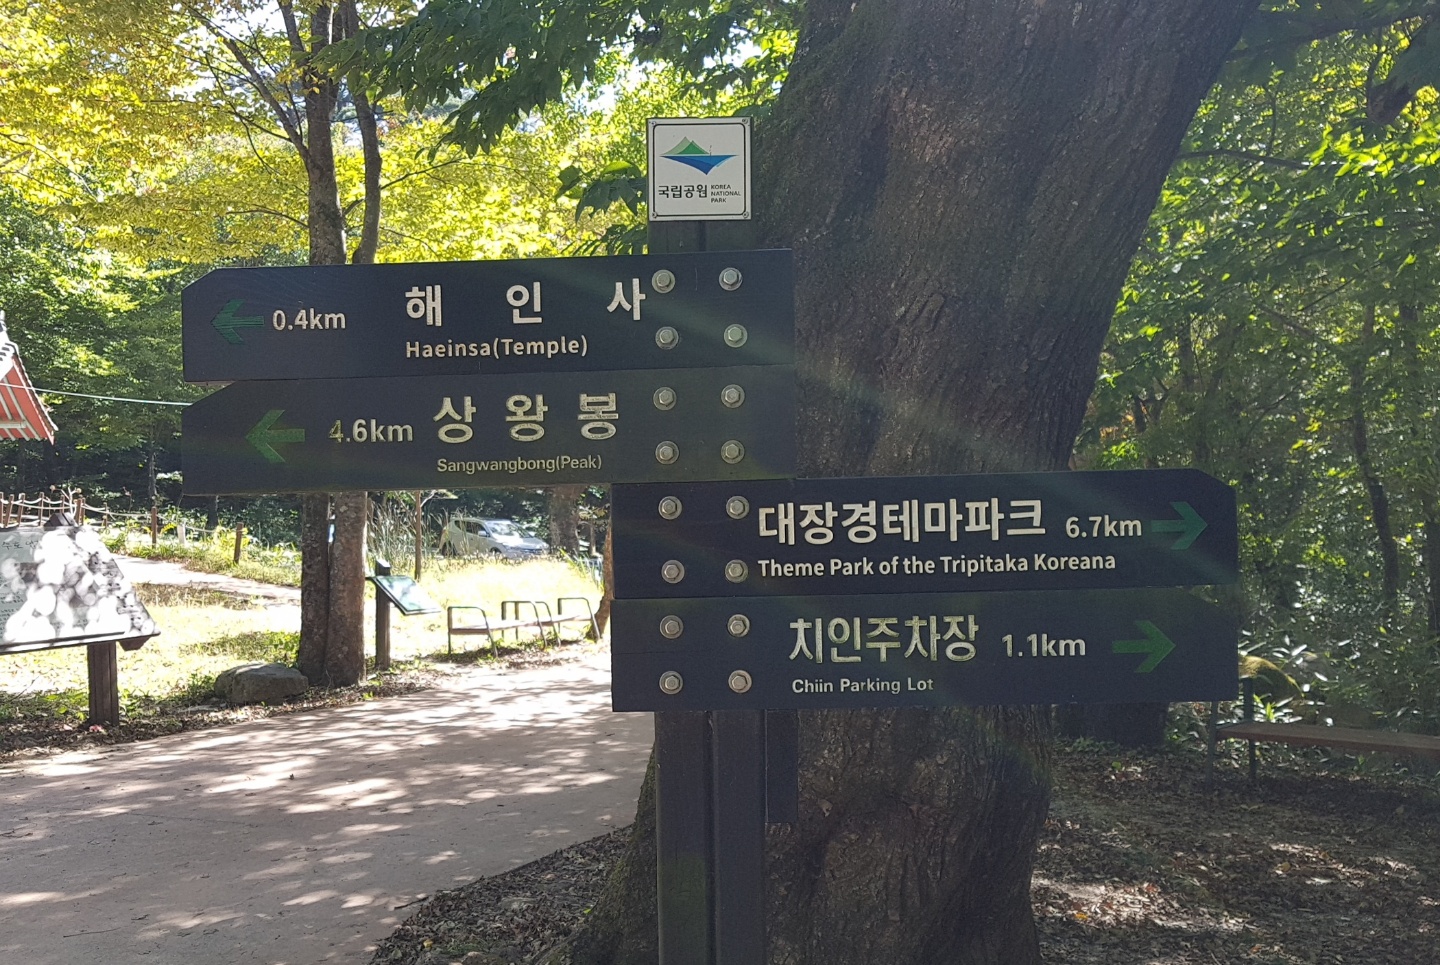 국립공원 KOREA
NATIONAL
PARK
0.4km 해 인 사
Haeinsa(Temple)
4.6km 상 왕 봉
Sangwangbong(Peak)
대장경테마파크 6.7km
Theme Park of the Tripitaka Koreana
치인주차장 1.1km
Chiin Parking Lot